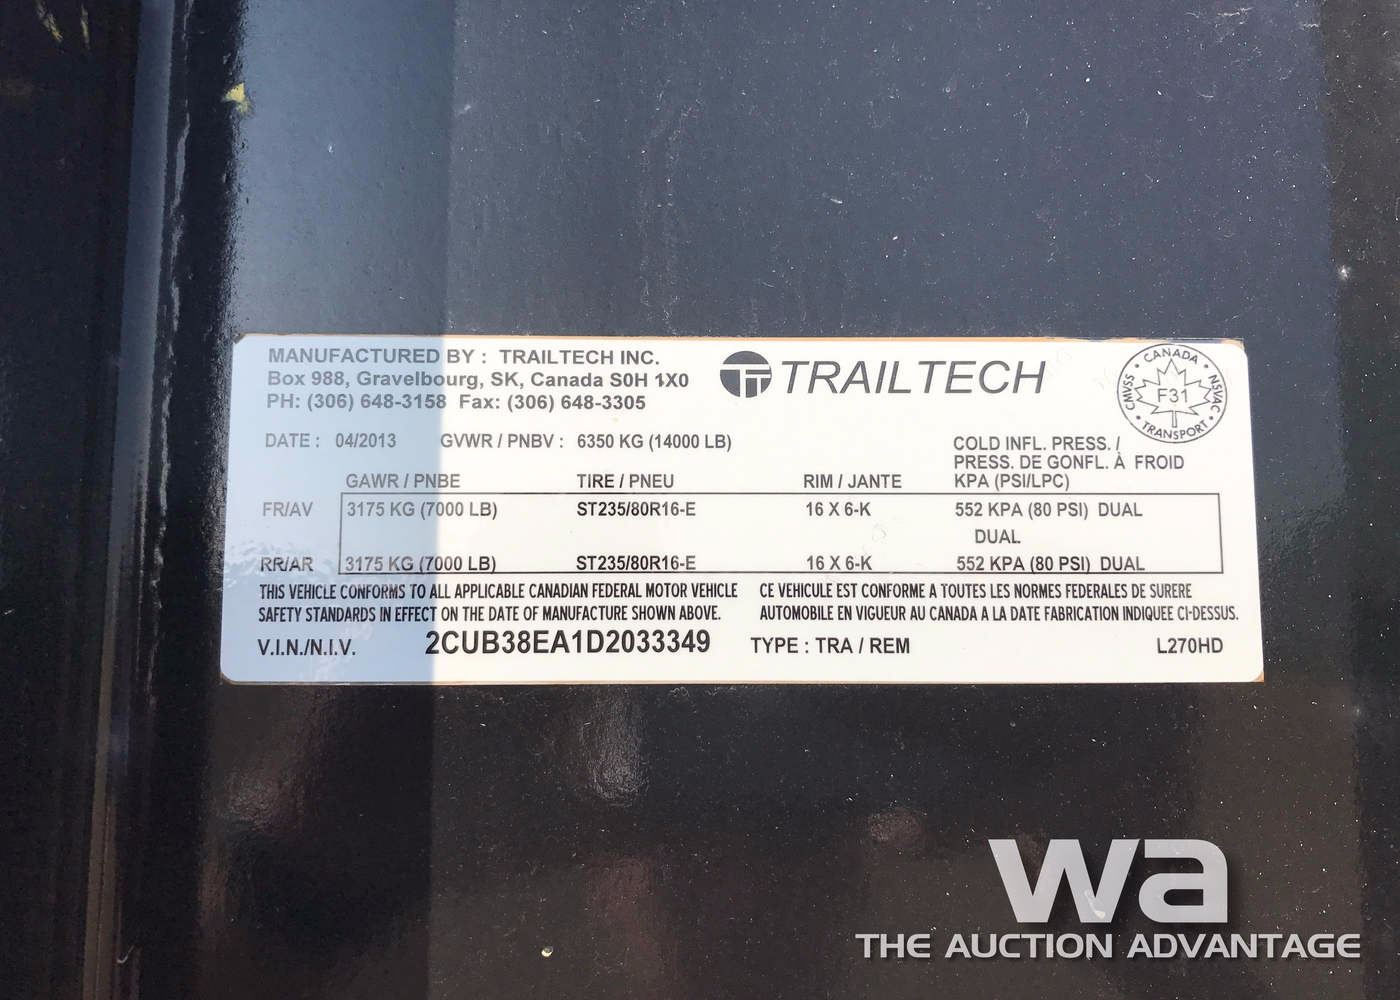 MANUFACTURED BY : TRAILTECH INC.
Box 988, Gravelbourg, SK, Canada S0H 1X0
PH: (306) 648-3158 Fax: (306) 648-3305
TRAILTECH
CANADA
CMVSS F31 NSVAC
TRANSPORT
DATE : 04/2013 GVWR / PNBV : 6350 KG (14000 LB)
COLD INFL. PRESS. /
PRESS. DE GONFL. À FROID
GAWR / PNBE TIRE / PNEU RIM / JANTE KPA (PSI/LPC)
FR/AV 3175 KG (7000 LB) ST235/80R16-E 16 X 6-K 552 KPA (80 PSI) DUAL
DUAL
RR/AR 3175 KG (7000 LB) ST235/80R16-E 16 X 6-K 552 KPA (80 PSI) DUAL
THIS VEHICLE CONFORMS TO ALL APPLICABLE CANADIAN FEDERAL MOTOR VEHICLE
SAFETY STANDARDS IN EFFECT ON THE DATE OF MANUFACTURE SHOWN ABOVE.
CE VEHICULE EST CONFORME A TOUTES LES NORMES FEDERALES DE SURERE
AUTOMOBILE EN VIGUEUR AU CANADA A LA DATE FABRICATION INDIQUEE CI-DESSUS.
V.I.N./N.I.V. 2CUB38EA1D2033349 TYPE : TRA / REM L270HD
wa
THE AUCTION ADVANTAGE